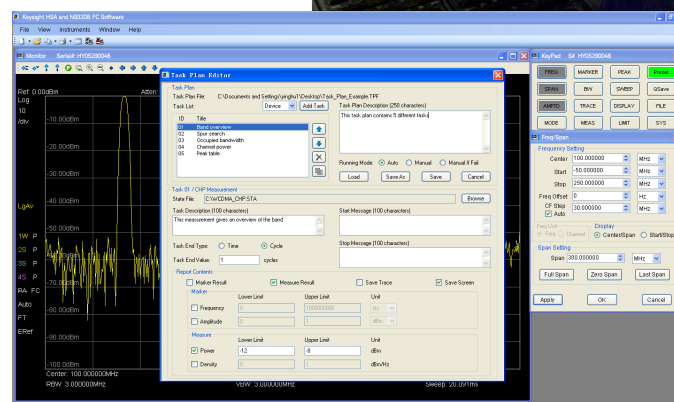 Keysight HSA and N9320B PC Software
File View Instruments Window Help
Monitor Serial# HY05290046
Ref 0.00dBm Atten:
Log
10
/div
-10.00dBm
-20.00dBm
-30.00dBm
-40.00dBm
LgAv
-50.00dBm
1W P
2S P
3S P
4S P
PA FC
Auto
FT
ERef
-70.00dBm
-80.00dBm
-90.00dBm
-100.0dBm
Center: 100.000000MHz
RBW: 3.000000MHz
VBW: 3.000000MHz
Sweep: 20.091ms
Task Plan Editor
Task Plan
Task Plan File: C:\Documents and Settings\yinghu1\Desktop\Task_Plan_Example.TPF
Task List: Device Add Task
Task Plan Description (250 characters)
ID Title
01 Band overview
02 Spur search
03 Occupied bandwidth
04 Channel power
05 Peak table
This task plan contains 5 different tasks
Running Mode: Auto Manual Manual If Fail
Load Save As Save Cancel
Task 01 / CHP Measurement
State File: C:\WCDMA_CHP.STA Browse
Task Description (100 characters)
This measurement gives an overview of the band
Start Message (100 characters)
Task End Type: Time Cycle
Stop Message (100 characters)
Task End Value: 1 cycles
Report Contents
Marker Result Measure Result Save Trace Save Screen
Marker
Lower Limit Upper Limit Unit
Frequency 0 1000000000 Hz
Amplitude 0 1 dBm
Measure
Lower Limit Upper Limit Unit
Power -12 -8 dBm
Density 0 1 dBm/Hz
KeyPad S# HY05290046
FREQ MARKER PEAK Preset
SPAN BW SWEEP QSave
AMPTD TRACE DISPLAY FILE
MODE MEAS LIMIT SYS
Freq/Span
Frequency Setting
Center 100.000000 MHz
Start -50.000000 MHz
Stop 250.000000 MHz
Freq Offset 0 Hz
CF Step 30.000000 MHz
Auto
Freq Unit Display
Freq Channel Center/Span Start/Stop
Span Setting
Span 300.000000 MHz
Full Span Zero Span Last Span
Apply OK Cancel